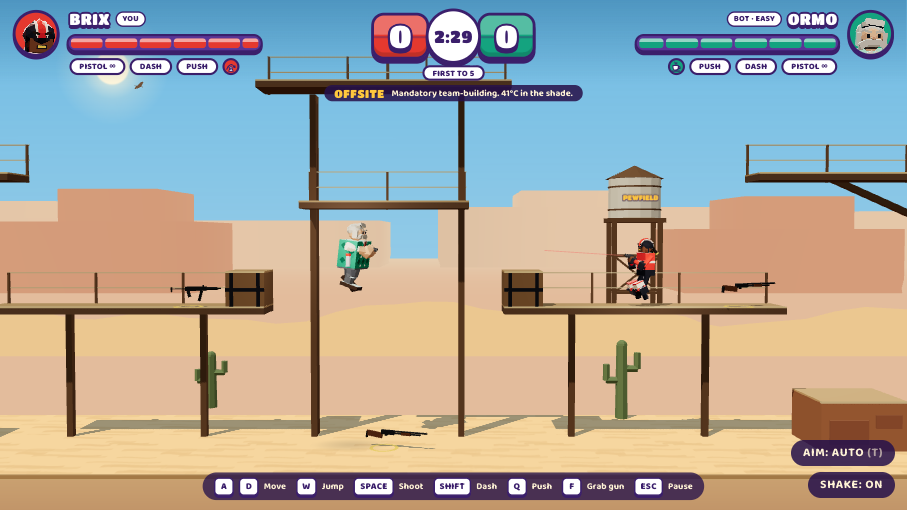 BRIX YOU
PISTOL ∞ DASH PUSH
1 2:29 1
FIRST TO 5
BOT · EASY ORMO
PUSH DASH PISTOL ∞
OFFSITE Mandatory team-building. 41°C in the shade.
PEWFIELD
AIM: AUTO (T)
SHAKE: ON
A D Move W Jump SPACE Shoot SHIFT Dash Q Push F Grab gun ESC Pause